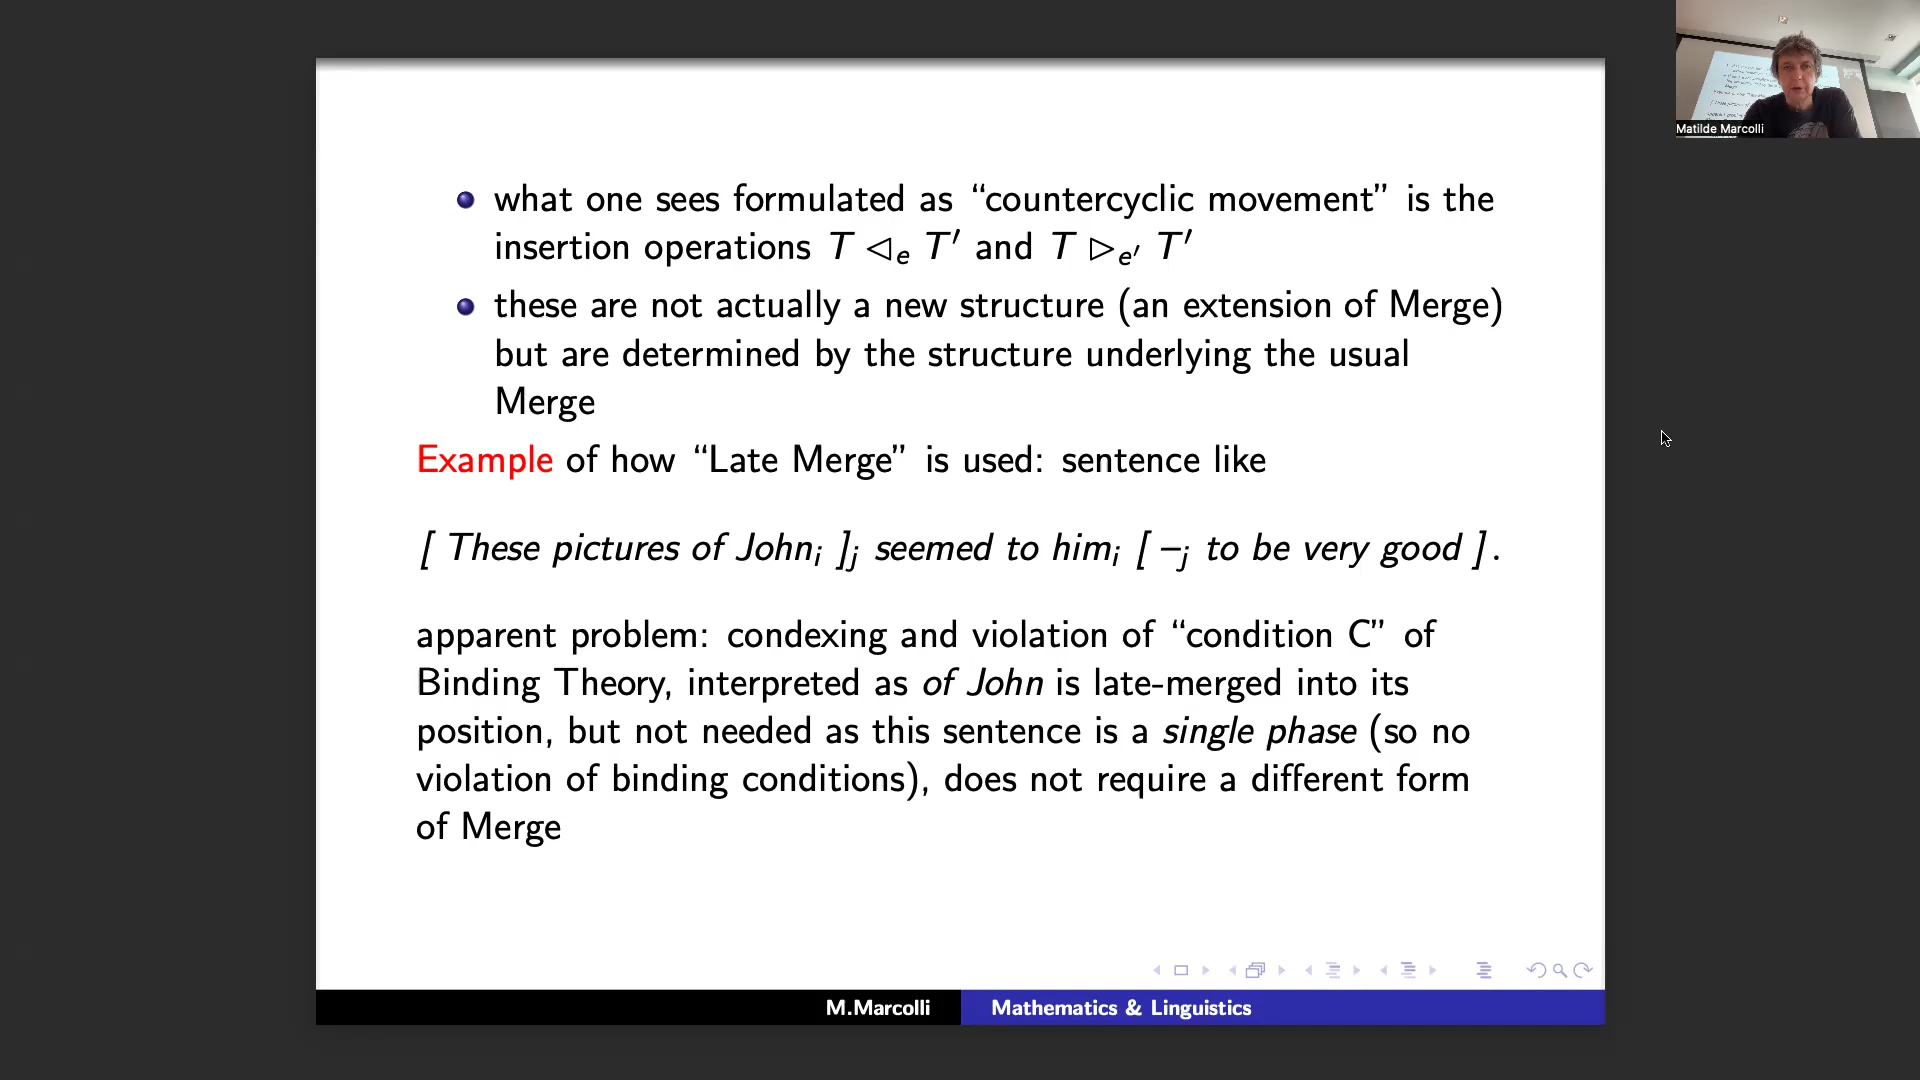 what one sees formulated as “countercyclic movement” is the
insertion operations T ◁e T′ and T ▷e′ T′
these are not actually a new structure (an extension of Merge)
but are determined by the structure underlying the usual
Merge
Example of how “Late Merge” is used: sentence like
[ These pictures of Johni ]j seemed to himi [ –j to be very good ].
apparent problem: condexing and violation of “condition C” of
Binding Theory, interpreted as of John is late-merged into its
position, but not needed as this sentence is a single phase (so no
violation of binding conditions), does not require a different form
of Merge
M.Marcolli
Mathematics & Linguistics
Matilde Marcolli